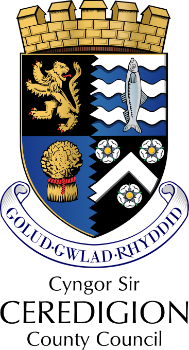 GOLUD·GWLAD·RHYDDID
Cyngor Sir
CEREDIGION
County Council